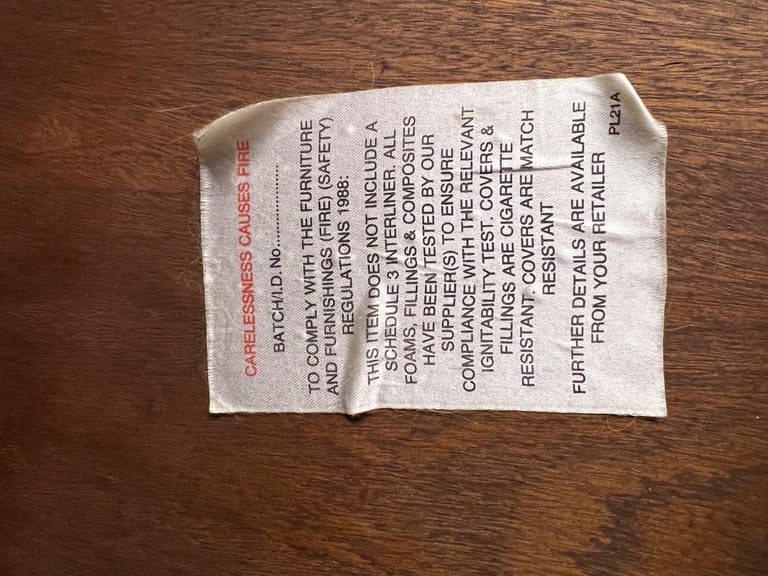 CARELESSNESS CAUSES FIRE
BATCH/I.D. No....................
TO COMPLY WITH THE FURNITURE
AND FURNISHINGS (FIRE) (SAFETY)
REGULATIONS 1988:
THIS ITEM DOES NOT INCLUDE A
SCHEDULE 3 INTERLINER. ALL
FOAMS, FILLINGS & COMPOSITES
HAVE BEEN TESTED BY OUR
SUPPLIER(S) TO ENSURE
COMPLIANCE WITH THE RELEVANT
IGNITABILITY TEST. COVERS &
FILLINGS ARE CIGARETTE
RESISTANT. COVERS ARE MATCH
RESISTANT
FURTHER DETAILS ARE AVAILABLE
FROM YOUR RETAILER
PL21A